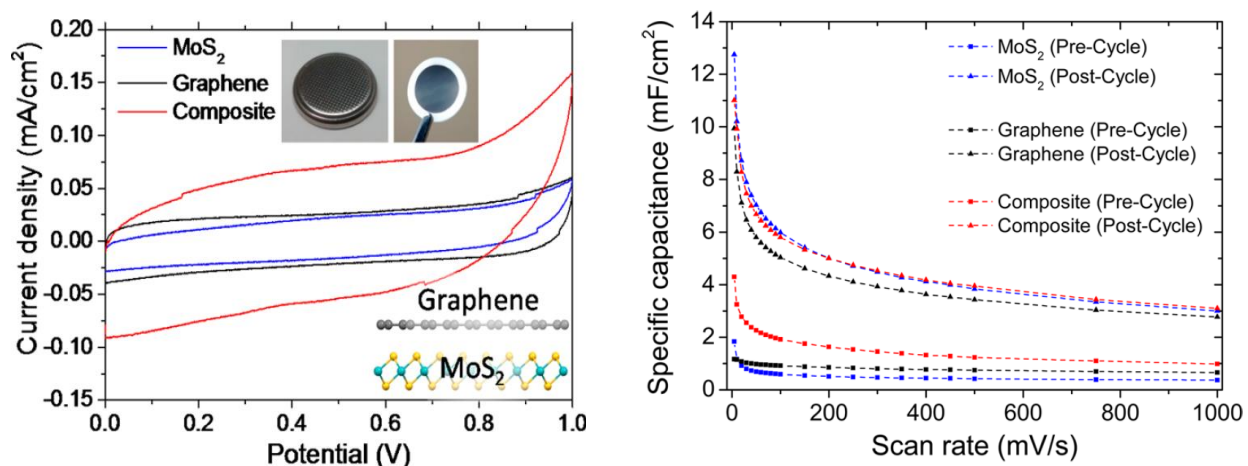 0.20
0.15
0.10
0.05
0.00
-0.05
-0.10
-0.15
Current density (mA/cm²)
MoS₂
Graphene
Composite
Graphene
MoS₂
0.0 0.2 0.4 0.6 0.8 1.0
Potential (V)
14
12
10
8
6
4
2
0
Specific capacitance (mF/cm²)
MoS₂ (Pre-Cycle)
MoS₂ (Post-Cycle)
Graphene (Pre-Cycle)
Graphene (Post-Cycle)
Composite (Pre-Cycle)
Composite (Post-Cycle)
0 200 400 600 800 1000
Scan rate (mV/s)